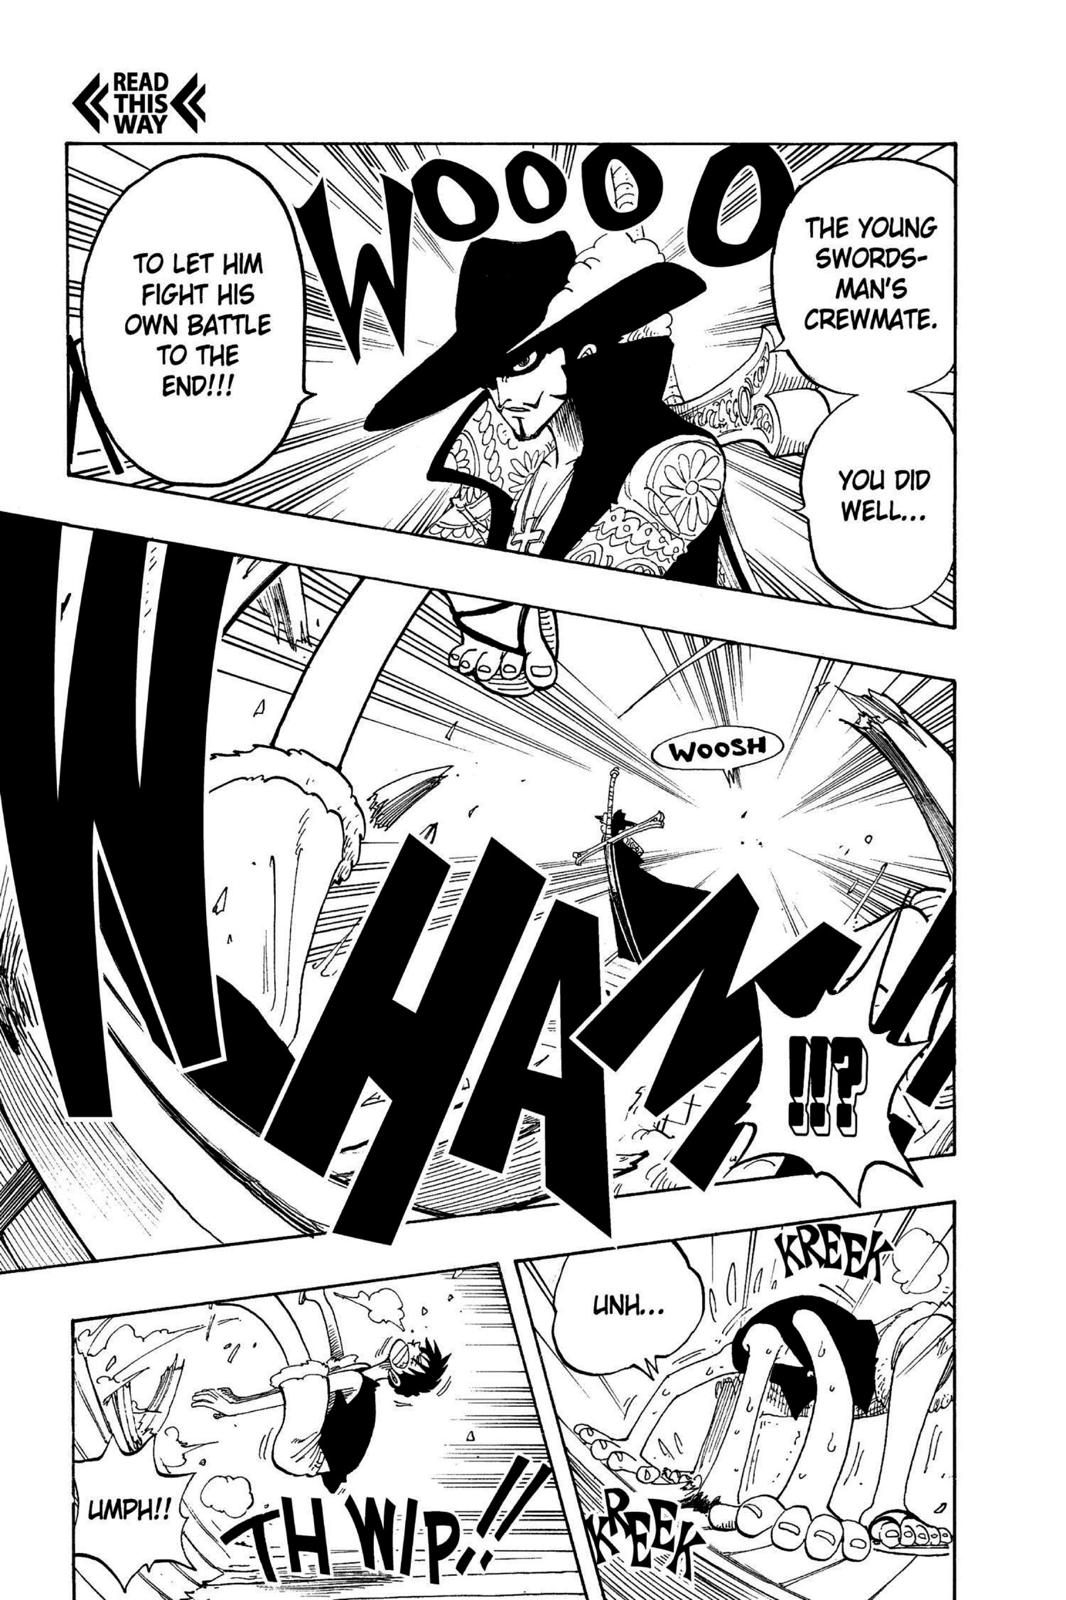 READ
THIS
WAY
THE YOUNG
SWORDS-
MAN'S
CREWMATE.
YOU DID
WELL...
WOOOO
TO LET HIM
FIGHT HIS
OWN BATTLE
TO THE
END!!!
WOOSH
WHAM
!!?
KREEK
UNH...
KREEK
THWIP!!
UMPH!!